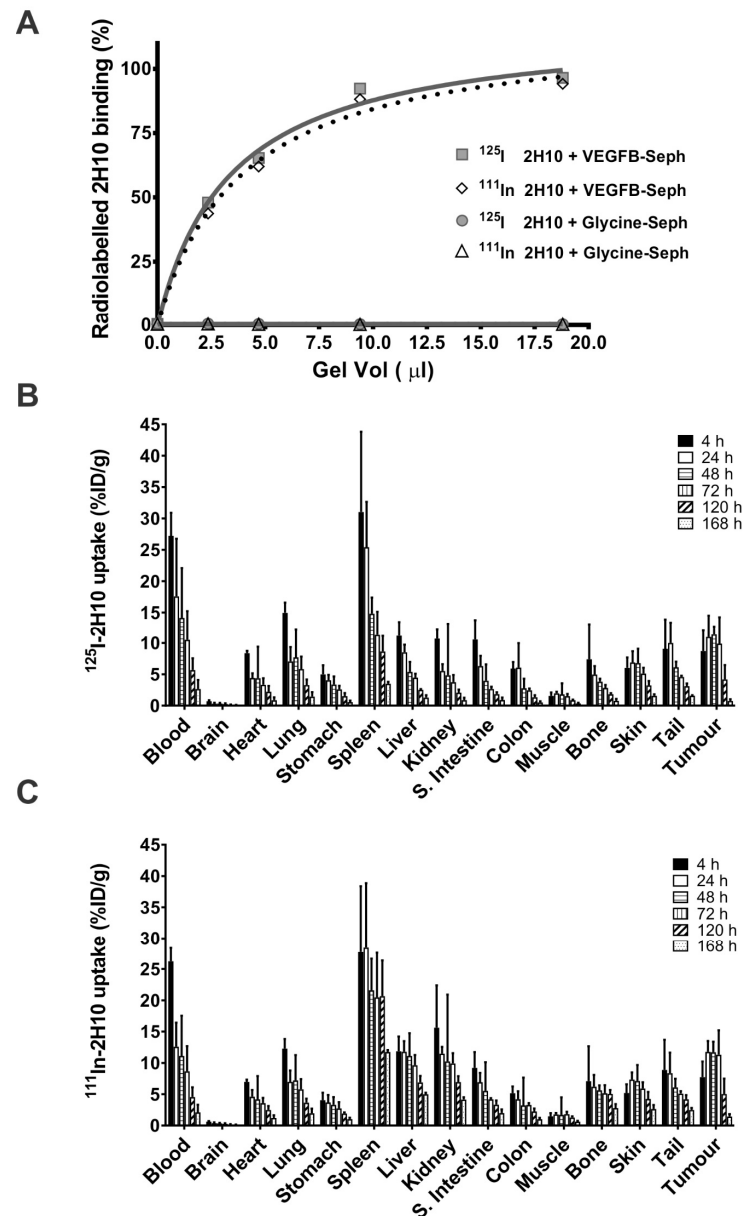 A
Radiolabelled 2H10 binding (%)
100
75
50
25
0
0.0 2.5 5.0 7.5 10.0 12.5 15.0 17.5 20.0
Gel Vol ( μl)
¹²⁵I 2H10 + VEGFB-Seph
¹¹¹In 2H10 + VEGFB-Seph
¹²⁵I 2H10 + Glycine-Seph
¹¹¹In 2H10 + Glycine-Seph
B
¹²⁵I-2H10 uptake (%ID/g)
45
40
35
30
25
20
15
10
5
0
4 h
24 h
48 h
72 h
120 h
168 h
Blood Brain Heart Lung Stomach Spleen Liver Kidney S. Intestine Colon Muscle Bone Skin Tail Tumour
C
¹¹¹In-2H10 uptake (%ID/g)
45
40
35
30
25
20
15
10
5
0
4 h
24 h
48 h
72 h
120 h
168 h
Blood Brain Heart Lung Stomach Spleen Liver Kidney S. Intestine Colon Muscle Bone Skin Tail Tumour